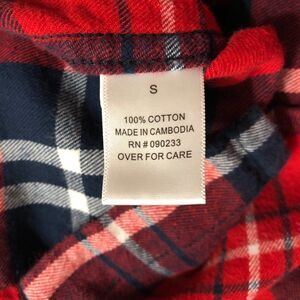 S
100% COTTON
MADE IN CAMBODIA
RN # 090233
OVER FOR CARE